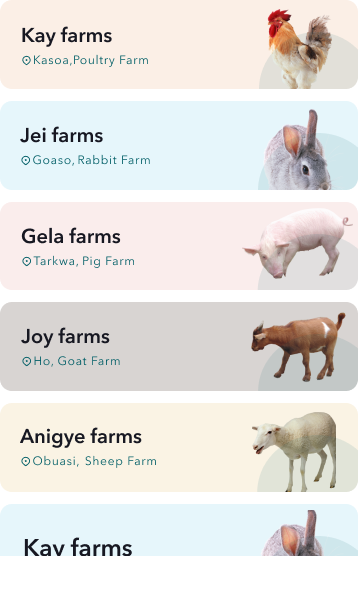 Kay farms
Kasoa,Poultry Farm
Jei farms
Goaso, Rabbit Farm
Gela farms
Tarkwa, Pig Farm
Joy farms
Ho, Goat Farm
Anigye farms
Obuasi, Sheep Farm
Kay farms